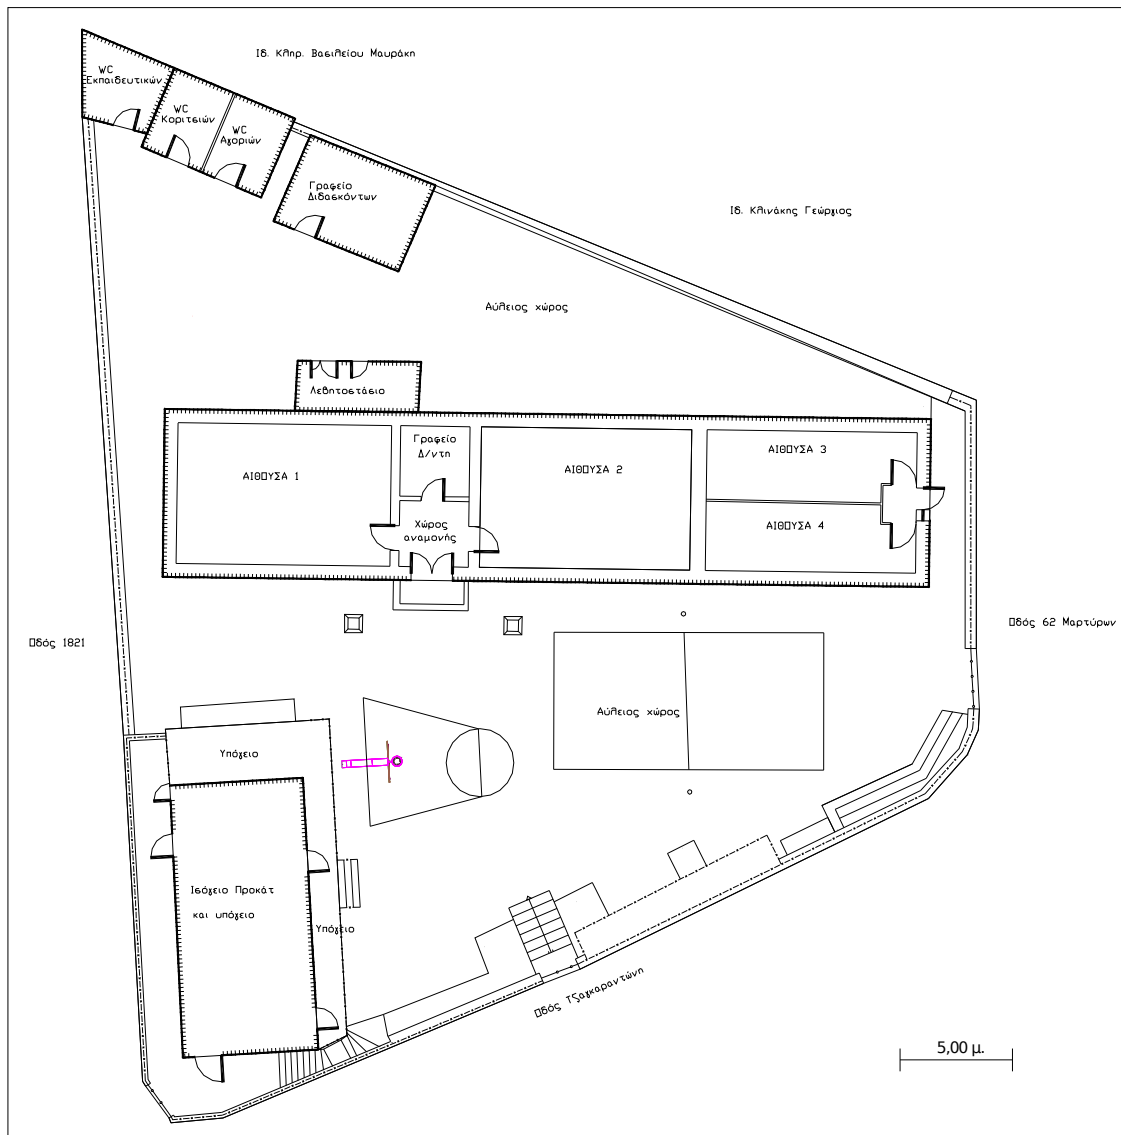 Ιδ. Κληρ. Βασιλείου Μαυράκη
WC
Εκπαιδευτικών
WC
Κοριτσιών
WC
Αγοριών
Γραφείο
Διδασκόντων
Ιδ. Κλινάκης Γεώργιος
Αύλειος χώρος
Λεβητοστάσιο
ΑΙΘΟΥΣΑ 1
Γραφείο
Δ/ντη
ΑΙΘΟΥΣΑ 2
ΑΙΘΟΥΣΑ 3
Χώρος
αναμονής
ΑΙΘΟΥΣΑ 4
Οδός 1821
Οδός 62 Μαρτύρων
Αύλειος χώρος
Υπόγειο
Ισόγειο Προκάτ
και υπόγειο
Υπόγειο
Οδός Τζαγκαραντώνη
5,00 μ.